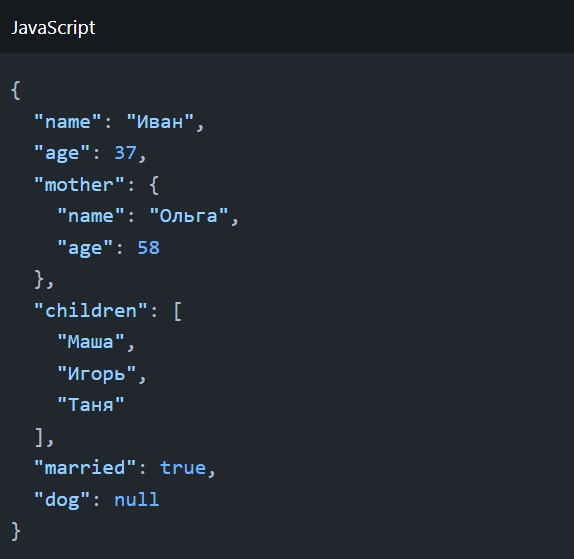 JavaScript
{
  "name": "Иван",
  "age": 37,
  "mother": {
    "name": "Ольга",
    "age": 58
  },
  "children": [
    "Маша",
    "Игорь",
    "Таня"
  ],
  "married": true,
  "dog": null
}